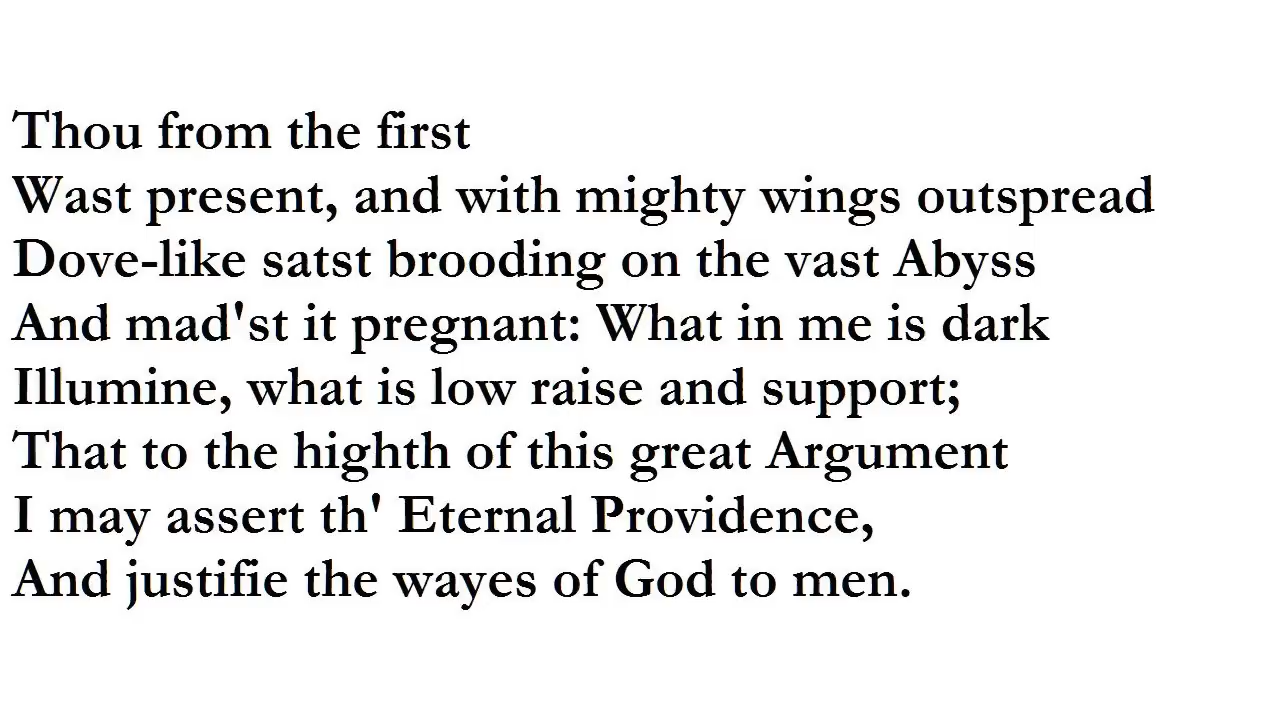 Thou from the first
Wast present, and with mighty wings outspread
Dove-like satst brooding on the vast Abyss
And mad'st it pregnant: What in me is dark
Illumine, what is low raise and support;
That to the highth of this great Argument
I may assert th' Eternal Providence,
And justifie the wayes of God to men.